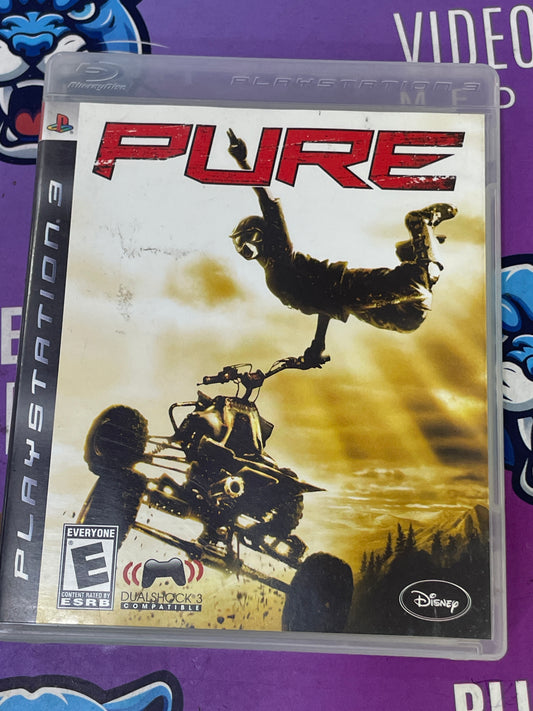 VIDEO
Blu-ray Disc
PLAYSTATION 3
PLAYSTATION 3
PURE
EVERYONE
E
CONTENT RATED BY
ESRB
DUALSHOCK 3
COMPATIBLE
Disney